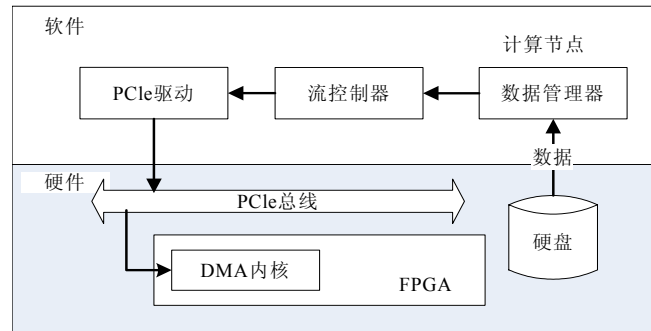 软件
计算节点
PCIe驱动
流控制器
数据管理器
数据
硬件
PCIe总线
硬盘
DMA内核
FPGA